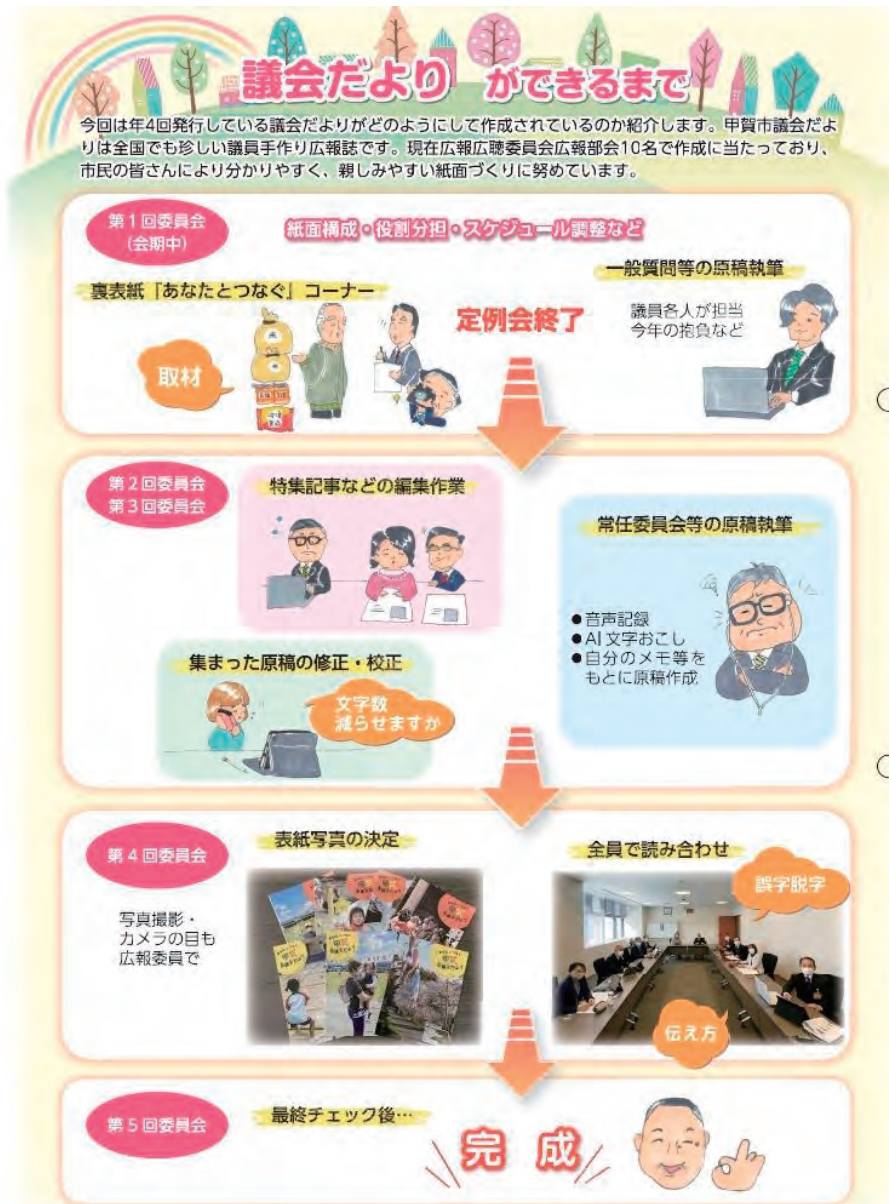 議会だより ができるまで
今回は年4回発行している議会だよりがどのようにして作成されているのか紹介します。甲賀市議会だよ
りは全国でも珍しい議員手作り広報誌です。現在広報広聴委員会広報部会10名で作成に当たっており、
市民の皆さんにより分かりやすく、親しみやすい紙面づくりに努めています。
第1回委員会
(会期中)
紙面構成・役割分担・スケジュール調整など
裏表紙『あなたとつなぐ』コーナー
取材
定例会終了
一般質問等の原稿執筆
議員各人が担当
今年の抱負など
第2回委員会
第3回委員会
特集記事などの編集作業
集まった原稿の修正・校正
文字数
減らせますか
常任委員会等の原稿執筆
●音声記録
●AI文字おこし
●自分のメモ等を
もとに原稿作成
第4回委員会
写真撮影・
カメラの目も
広報委員で
表紙写真の決定
全員で読み合わせ
誤字脱字
伝え方
第5回委員会
最終チェック後…
完成